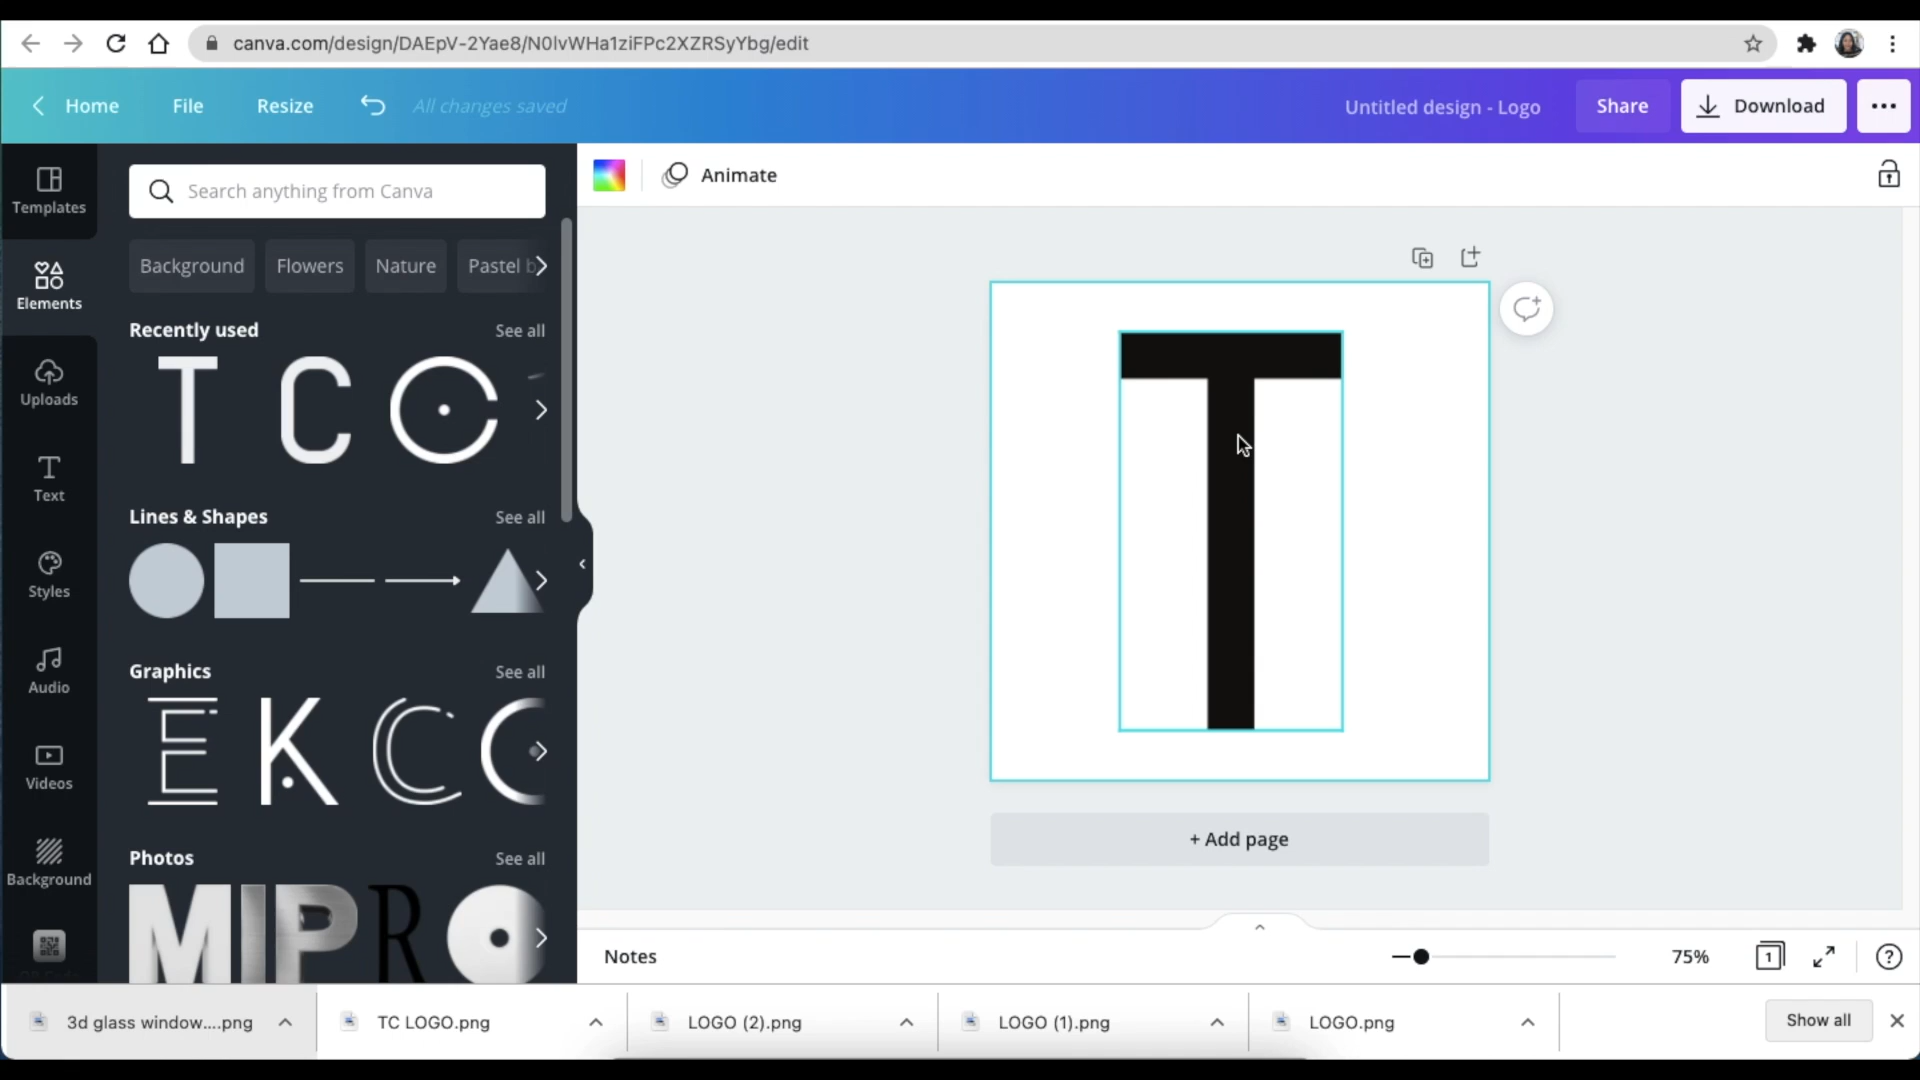 canva.com/design/DAEpV-2Yae8/N0lvWHa1ziFPc2XZRSyYbg/edit
Home
File
Resize
All changes saved
Untitled design - Logo
Share
Download
Templates
Elements
Uploads
Text
Styles
Audio
Videos
Background
Search anything from Canva
Background
Flowers
Nature
Pastel b
Recently used
See all
T C
Lines & Shapes
See all
Graphics
See all
E K C C
Photos
See all
M I P R O
Animate
T
+ Add page
Notes
75%
1
?
3d glass window....png
TC LOGO.png
LOGO (2).png
LOGO (1).png
LOGO.png
Show all